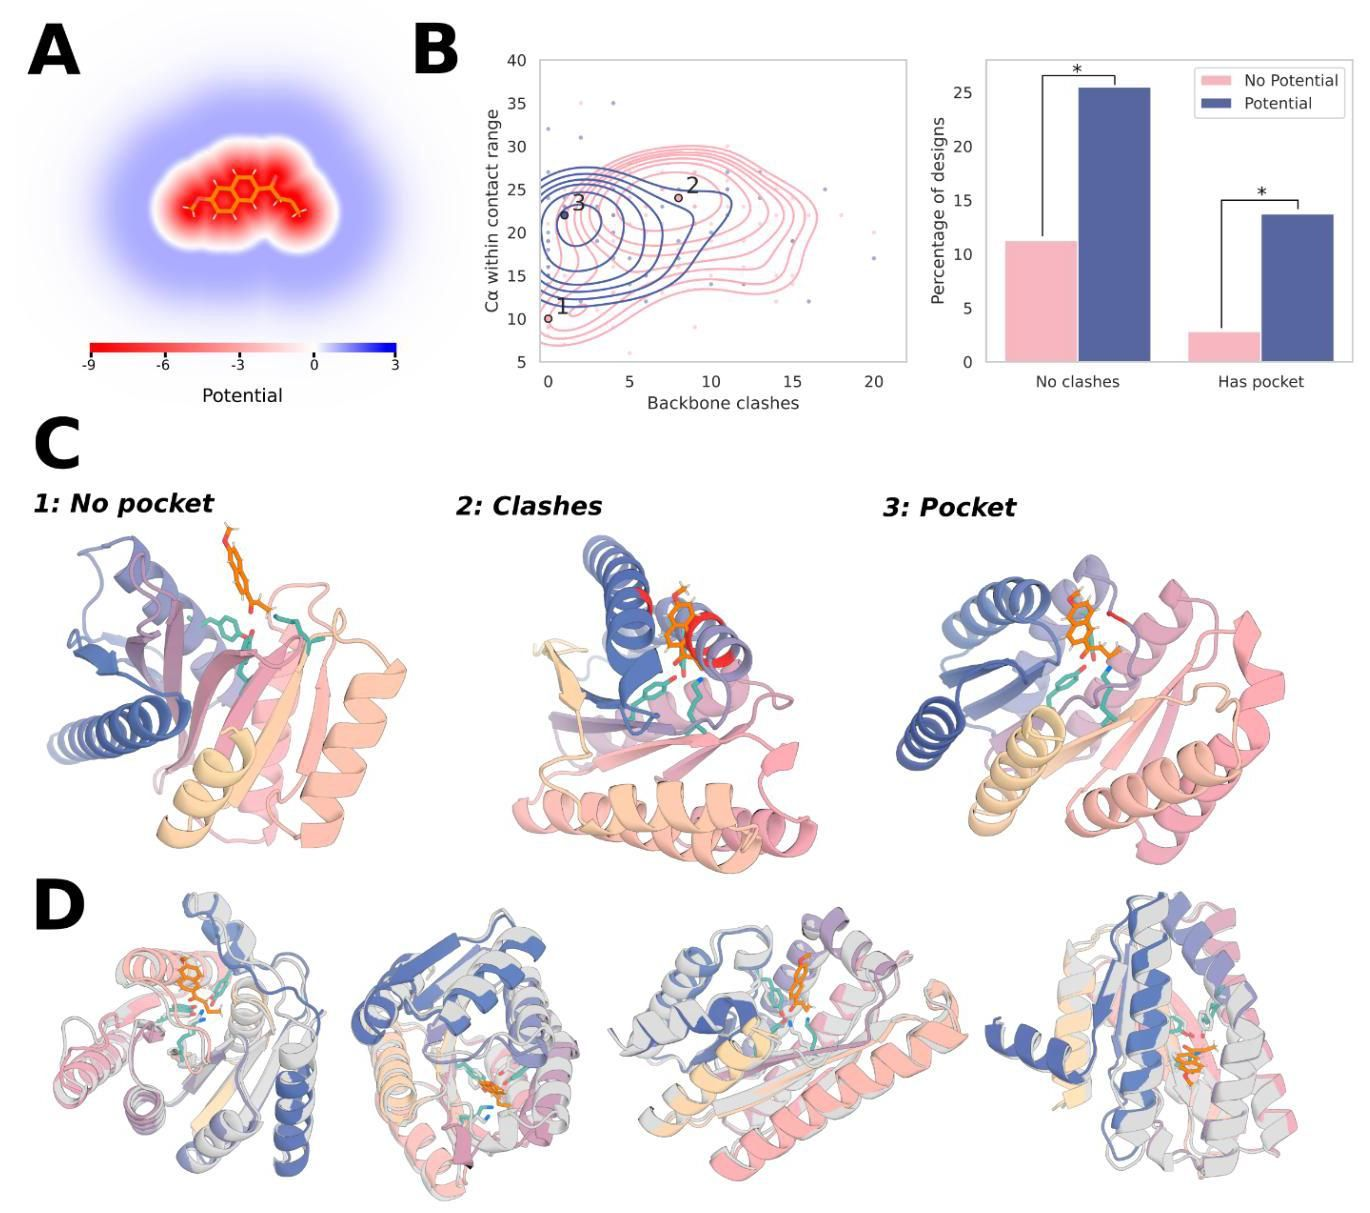 A
-9 -6 -3 0 3
Potential
B
40
35
30
25
20
15
10
5
Cα within contact range
0 5 10 15 20
Backbone clashes
1
2
3
25
20
15
10
5
0
Percentage of designs
No Potential
Potential
*
*
No clashes Has pocket
C
1: No pocket
2: Clashes
3: Pocket
D